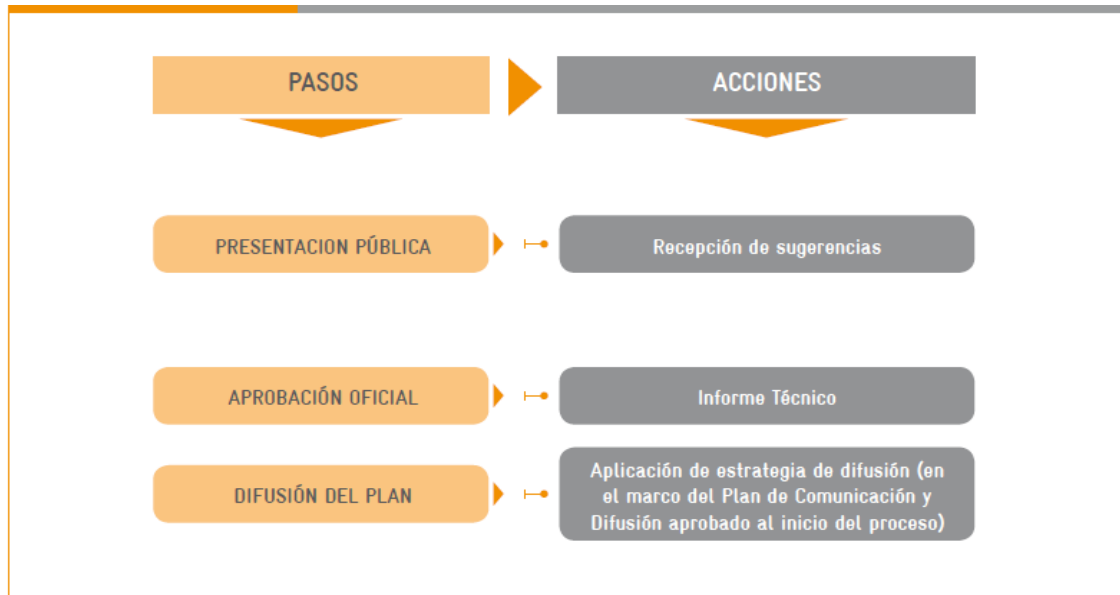 PASOS
ACCIONES
PRESENTACION PÚBLICA
Recepción de sugerencias
APROBACIÓN OFICIAL
Informe Técnico
DIFUSIÓN DEL PLAN
Aplicación de estrategia de difusión (en
el marco del Plan de Comunicación y
Difusión aprobado al inicio del proceso)